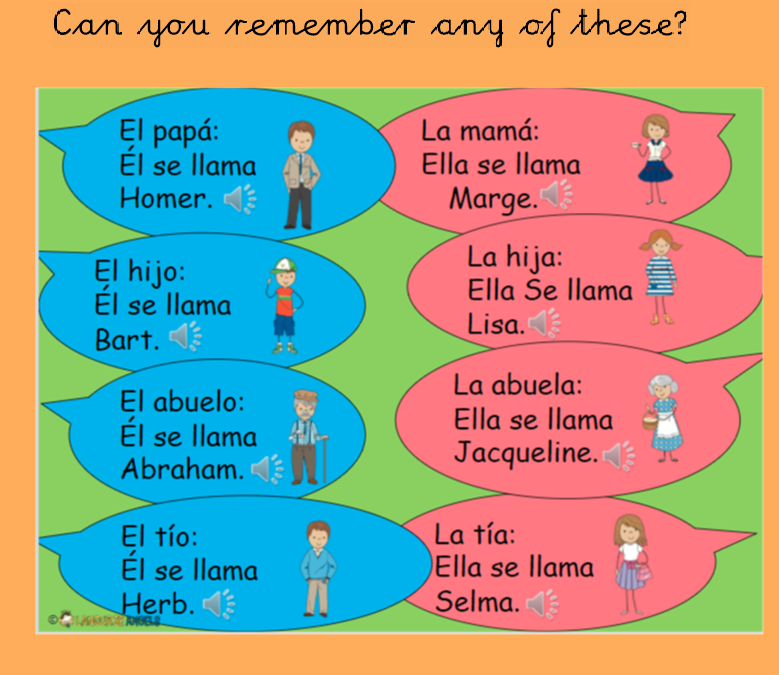 Can you remember any of these?
El papá:
Él se llama
Homer.
La mamá:
Ella se llama
Marge.
El hijo:
Él se llama
Bart.
La hija:
Ella Se llama
Lisa.
El abuelo:
Él se llama
Abraham.
La abuela:
Ella se llama
Jacqueline.
El tío:
Él se llama
Herb.
La tía:
Ella se llama
Selma.
© LANGUAGE ANGELS